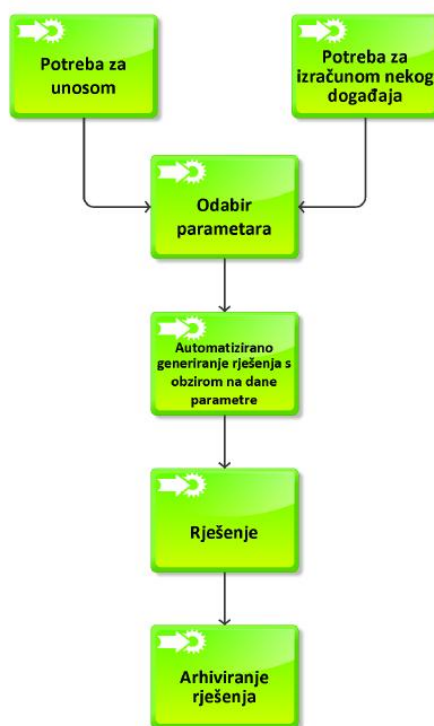 Potreba za
unosom
Potreba za
izračunom nekog
događaja
Odabir
parametara
Automatizirano
generiranje rješenja s
obzirom na dane
parametre
Rješenje
Arhiviranje
rješenja